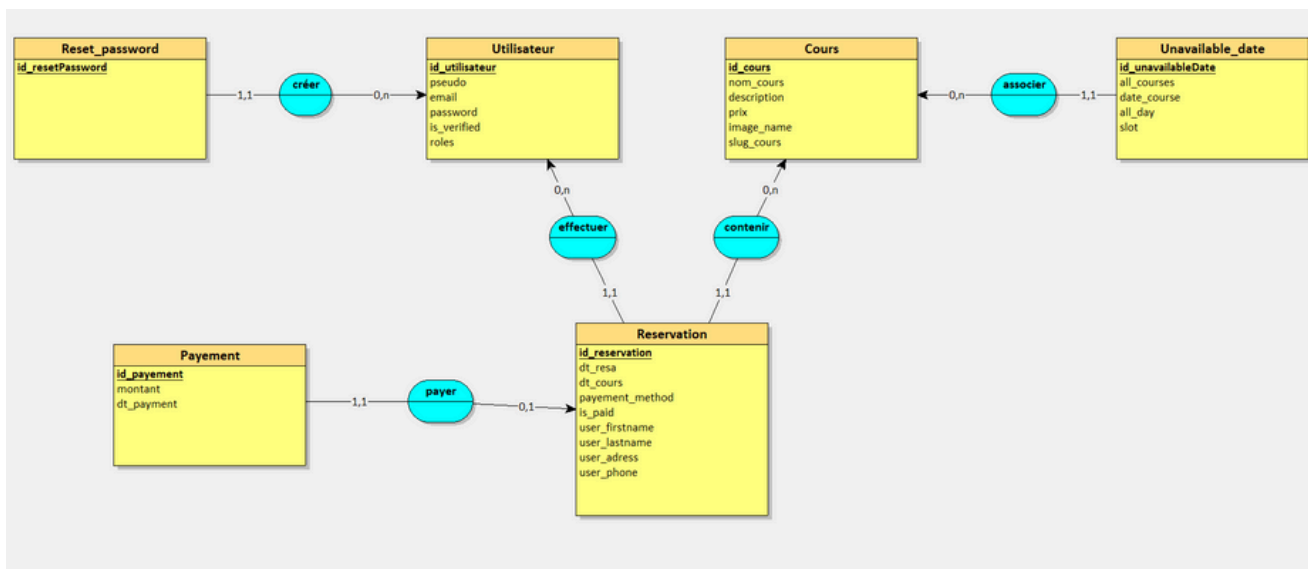 Reset_password
id_resetPassword
créer
1,1
0,n
Utilisateur
id_utilisateur
pseudo
email
password
is_verified
roles
Cours
id_cours
nom_cours
description
prix
image_name
slug_cours
0,n
associer
1,1
Unavailable_date
id_unavailableDate
all_courses
date_course
all_day
slot
0,n
effectuer
1,1
0,n
contenir
1,1
Payement
id_payement
montant
dt_payment
1,1
payer
0,1
Reservation
id_reservation
dt_resa
dt_cours
payement_method
is_paid
user_firstname
user_lastname
user_adress
user_phone